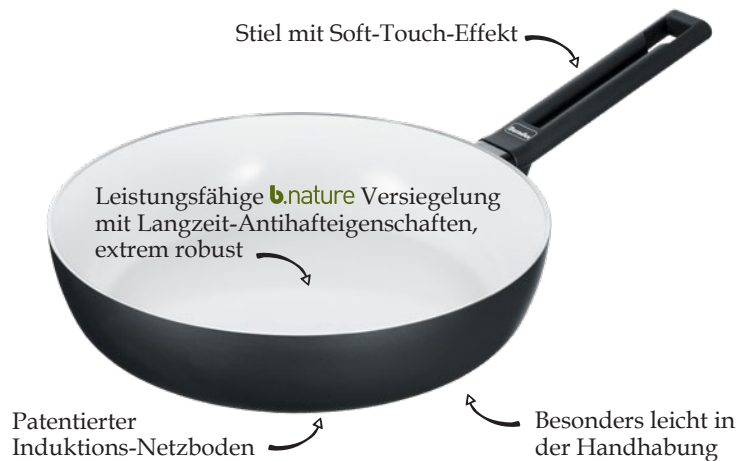 Stiel mit Soft-Touch-Effekt
Leistungsfähige b.nature Versiegelung
mit Langzeit-Antihafteigenschaften,
extrem robust
Patentierter
Induktions-Netzboden
Besonders leicht in
der Handhabung